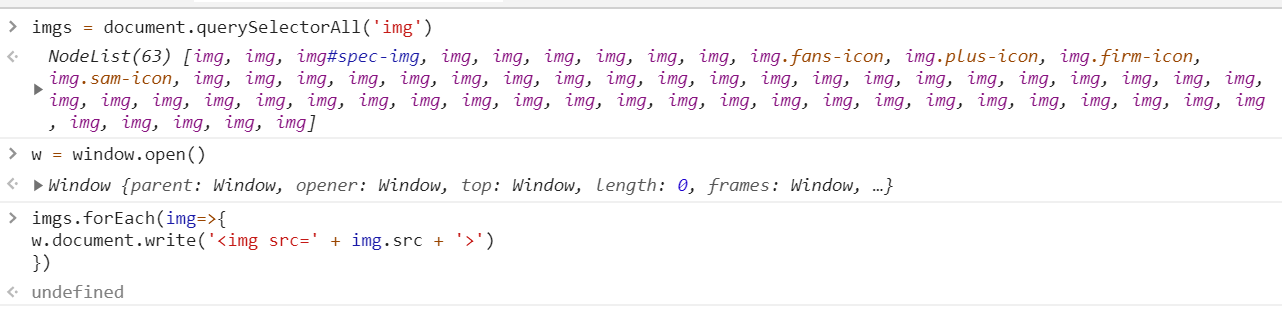 imgs = document.querySelectorAll('img')
NodeList(63) [img, img, img#spec-img, img, img, img, img, img, img, img.fans-icon, img.plus-icon, img.firm-icon,
img.sam-icon, img, img, img, img, img, img, img, img, img, img, img, img, img, img, img, img, img, img, img, img, img,
img, img, img, img, img, img, img, img, img, img, img, img, img, img, img, img, img, img, img, img, img, img, img, img
, img, img, img, img, img]
w = window.open()
Window {parent: Window, opener: Window, top: Window, length: 0, frames: Window, …}
imgs.forEach(img=>{
w.document.write('<img src=' + img.src + '>')
})
undefined